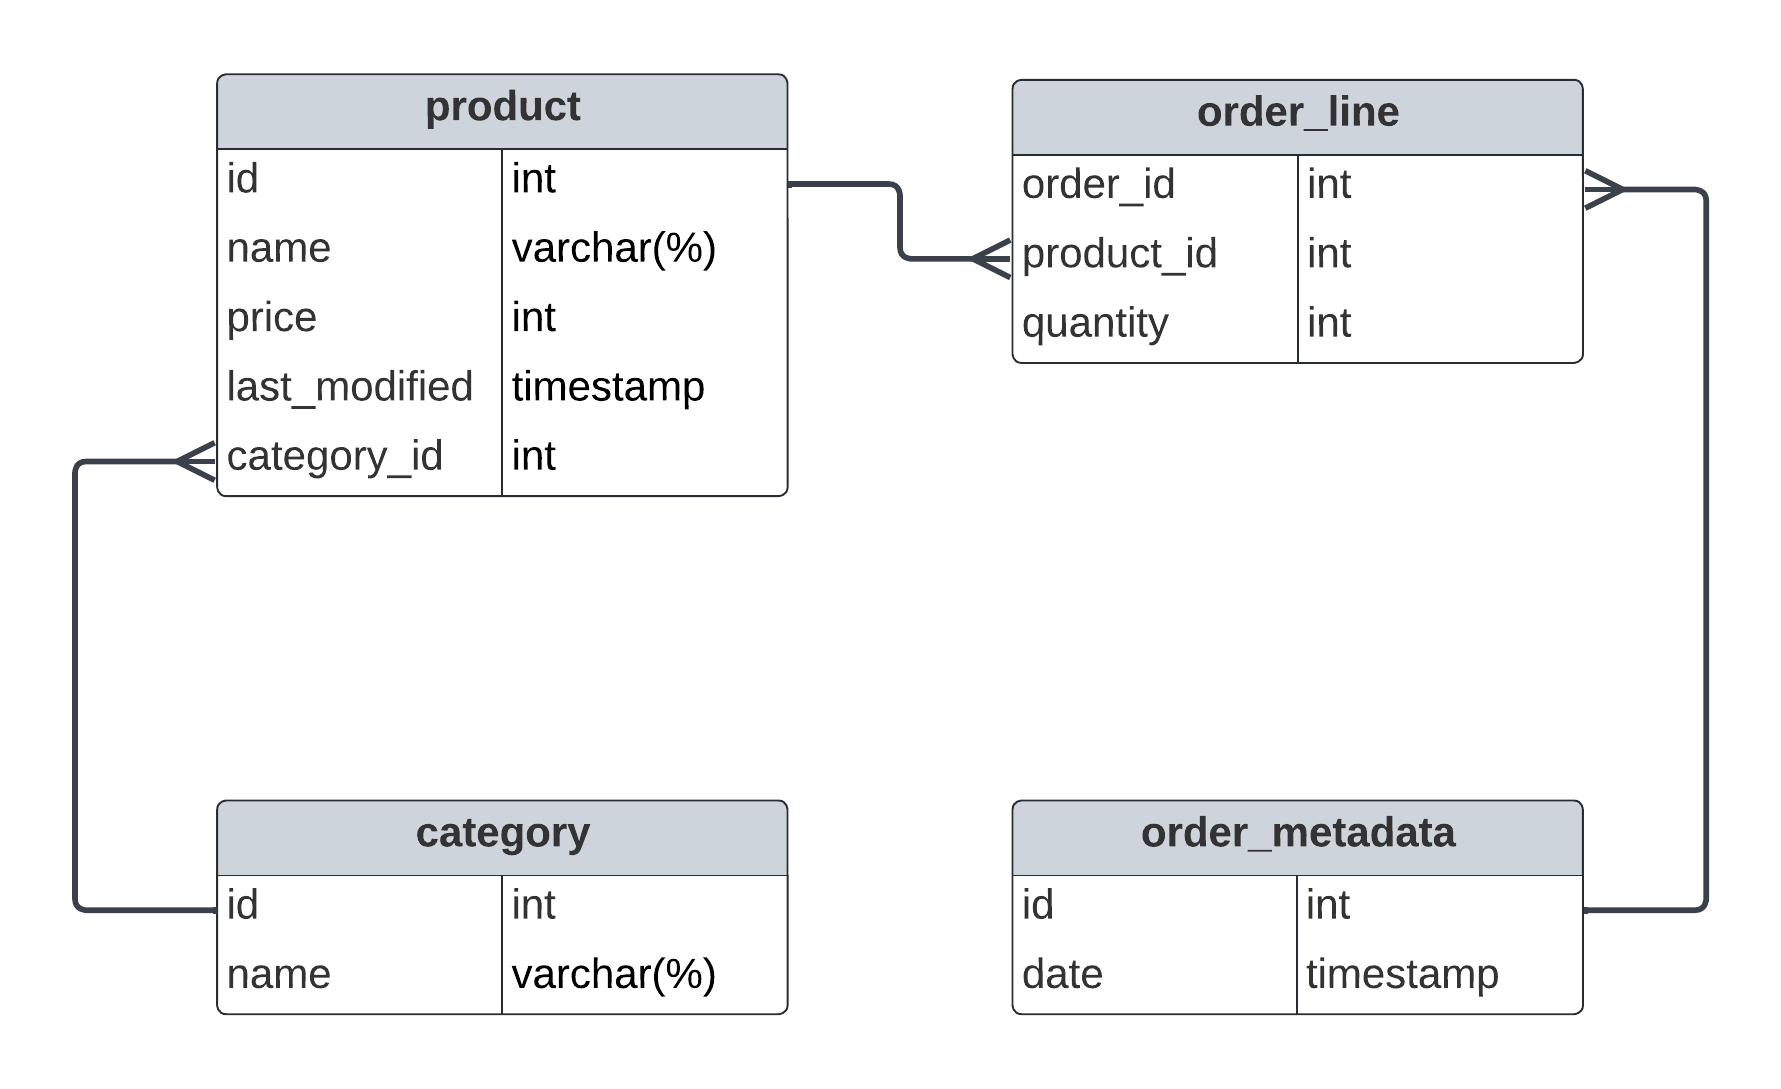 product
id int
name varchar(%)
price int
last_modified timestamp
category_id int
order_line
order_id int
product_id int
quantity int
category
id int
name varchar(%)
order_metadata
id int
date timestamp